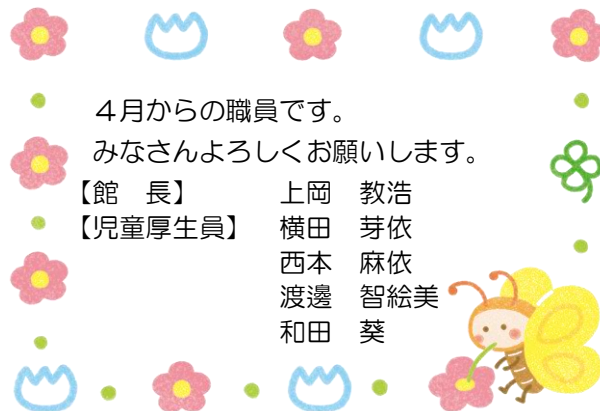 ４月からの職員です。
みなさんよろしくお願いします。
【館　長】　上岡　教浩
【児童厚生員】　横田　芽依
西本　麻依
渡邊　智絵美
和田　葵